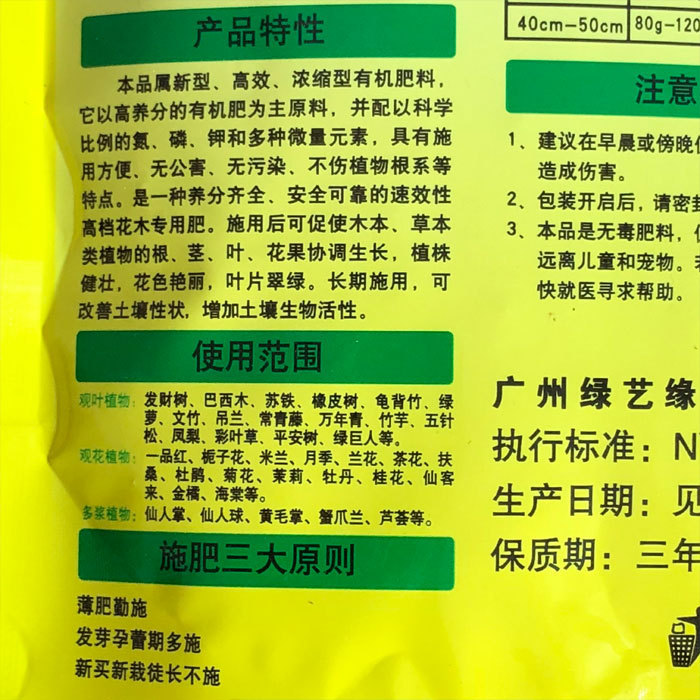 产品特性
本品属新型、高效、浓缩型有机肥料，
它以高养分的有机肥为主原料，并配以科学
比例的氮、磷、钾和多种微量元素，具有施
用方便、无公害、无污染、不伤植物根系等
特点。是一种养分齐全、安全可靠的速效性
高档花木专用肥。施用后可促使木本、草本
类植物的根、茎、叶、花果协调生长，植株
健壮，花色艳丽，叶片翠绿。长期施用，可
改善土壤性状，增加土壤生物活性。
使用范围
观叶植物：发财树、巴西木、苏铁、橡皮树、龟背竹、绿
萝、文竹、吊兰、常青藤、万年青、竹芋、五针
松、凤梨、彩叶草、平安树、绿巨人等。
观花植物：一品红、栀子花、米兰、月季、兰花、茶花、扶
桑、杜鹃、菊花、茉莉、牡丹、桂花、仙客
来、金橘、海棠等。
多浆植物：仙人掌、仙人球、黄毛掌、蟹爪兰、芦荟等。
施肥三大原则
薄肥勤施
发芽孕蕾期多施
新买新栽徒长不施
40cm-50cm 80g-120
注意
1、建议在早晨或傍晚
造成伤害。
2、包装开启后，请密封
3、本品是无毒肥料，
远离儿童和宠物。
快就医寻求帮助。
广州绿艺缘
执行标准：N
生产日期：见
保质期：三年